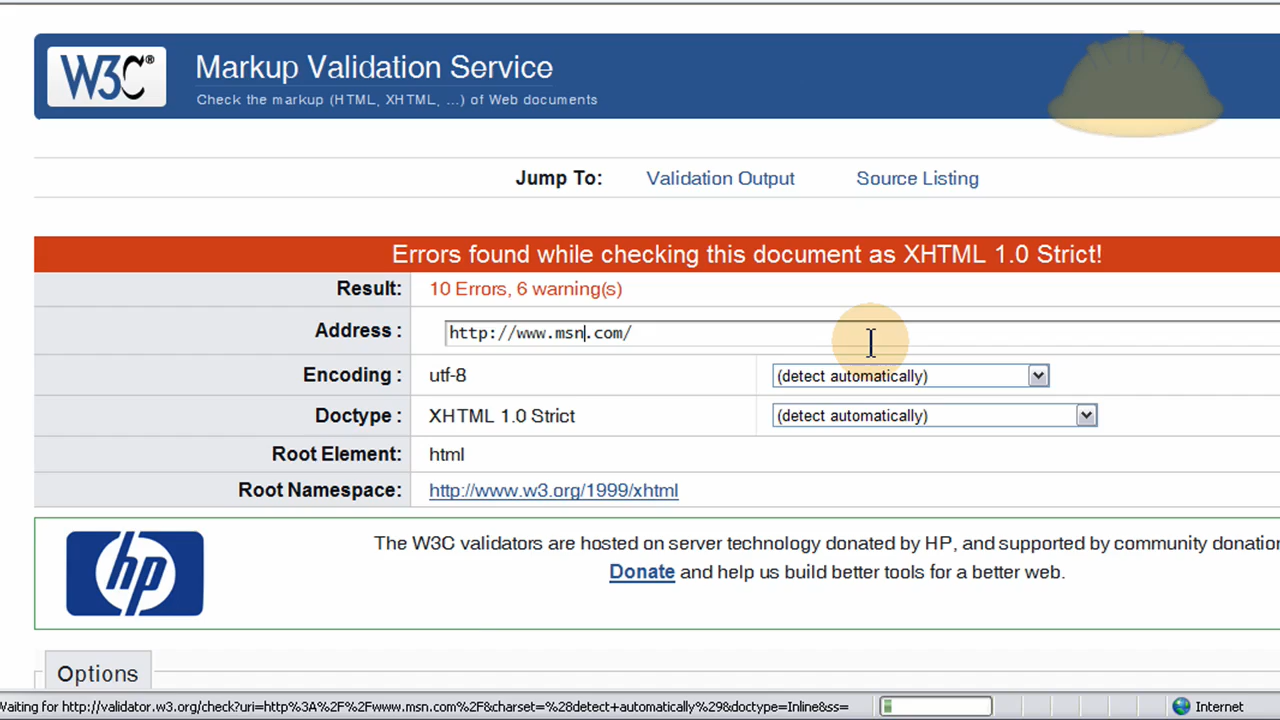 W3C®
Markup Validation Service
Check the markup (HTML, XHTML, ...) of Web documents
Jump To: Validation Output Source Listing
Errors found while checking this document as XHTML 1.0 Strict!
Result: 10 Errors, 6 warning(s)
Address : http://www.msn.com/
Encoding : utf-8 (detect automatically)
Doctype : XHTML 1.0 Strict (detect automatically)
Root Element: html
Root Namespace: http://www.w3.org/1999/xhtml
hp
The W3C validators are hosted on server technology donated by HP, and supported by community donation
Donate and help us build better tools for a better web.
Options
Waiting for http://validator.w3.org/check?uri=http%3A%2F%2Fwww.msn.com%2F&charset=%28detect+automatically%29&doctype=Inline&ss= Internet